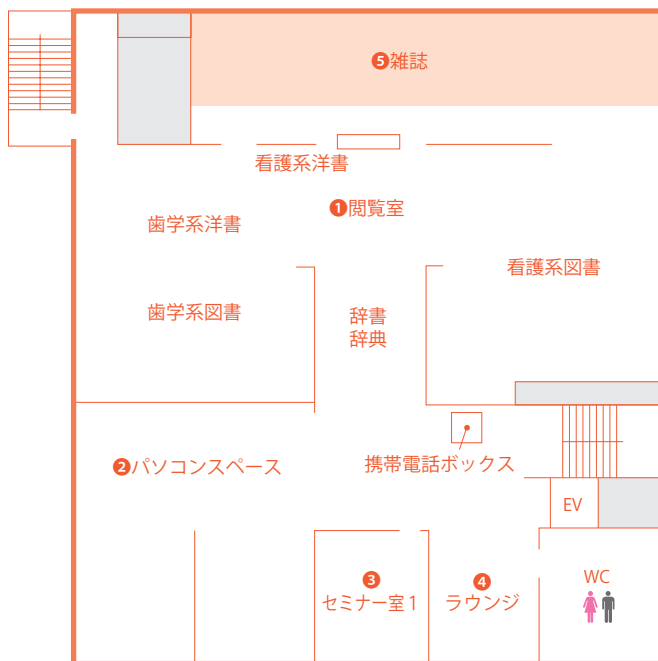 ❺雑誌
看護系洋書
❶閲覧室
歯学系洋書
看護系図書
歯学系図書
辞書
辞典
❷パソコンスペース
携帯電話ボックス
EV
❸
セミナー室1
❹
ラウンジ
WC